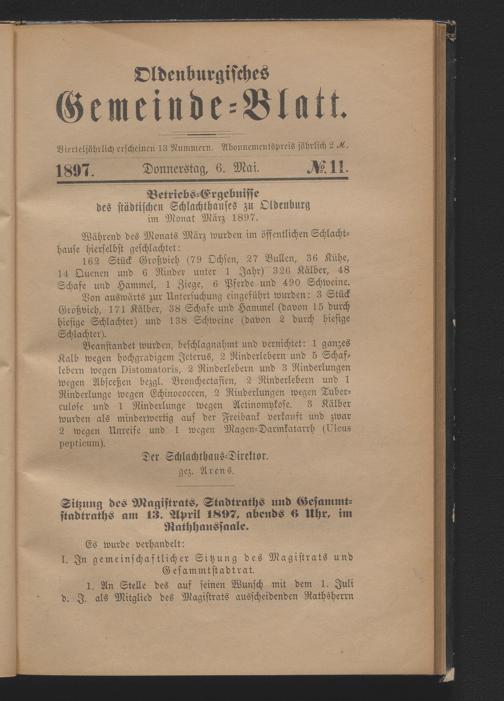 Oldenburgisches
Gemeinde-Blatt.
Vierteljährlich erscheinen 13 Nummern. Abonnementspreis jährlich 2 ℳ.
1897. Donnerstag, 6. Mai. №. 11.
Betriebs-Ergebnisse
des städtischen Schlachthauses zu Oldenburg
im Monat März 1897.
Während des Monats März wurden im öffentlichen Schlacht-
hause hierselbst geschlachtet:
162 Stück Großvieh (79 Ochsen, 27 Bullen, 36 Kühe,
14 Quenen und 6 Rinder unter 1 Jahr) 326 Kälber, 48
Schafe und Hammel, 1 Ziege, 6 Pferde und 490 Schweine.
Von auswärts zur Untersuchung eingeführt wurden: 3 Stück
Großvieh, 171 Kälber, 38 Schafe und Hammel (davon 15 durch
hiesige Schlachter) und 138 Schweine (davon 2 durch hiesige
Schlachter).
Beanstandet wurden, beschlagnahmt und vernichtet: 1 ganzes
Kalb wegen hochgradigem Icterus, 2 Rinderlebern und 5 Schaf-
lebern wegen Distomatoris, 2 Rinderlebern und 3 Rinderlungen
wegen Abscessen bezgl. Bronchectasien, 2 Rinderlebern und 1
Rinderlunge wegen Echinococcen, 2 Rinderlungen wegen Tuber-
culose und 1 Rinderlunge wegen Actinomykose. 3 Kälber
wurden als minderwertig auf der Freibank verkauft und zwar
2 wegen Unreife und 1 wegen Magen-Darmkatarrh (Ulcus
pepticum).
Der Schlachthaus-Direktor.
gez. Arens.
Sitzung des Magistrats, Stadtraths und Gesammt-
stadtraths am 13. April 1897, abends 6 Uhr, im
Rathhaussaale.
Es wurde verhandelt:
I. In gemeinschaftlicher Sitzung des Magistrats und
Gesammtstadtrat.
1. An Stelle des auf seinen Wunsch mit dem 1. Juli
d. J. als Mitglied des Magistrats ausscheidenden Rathsherrn